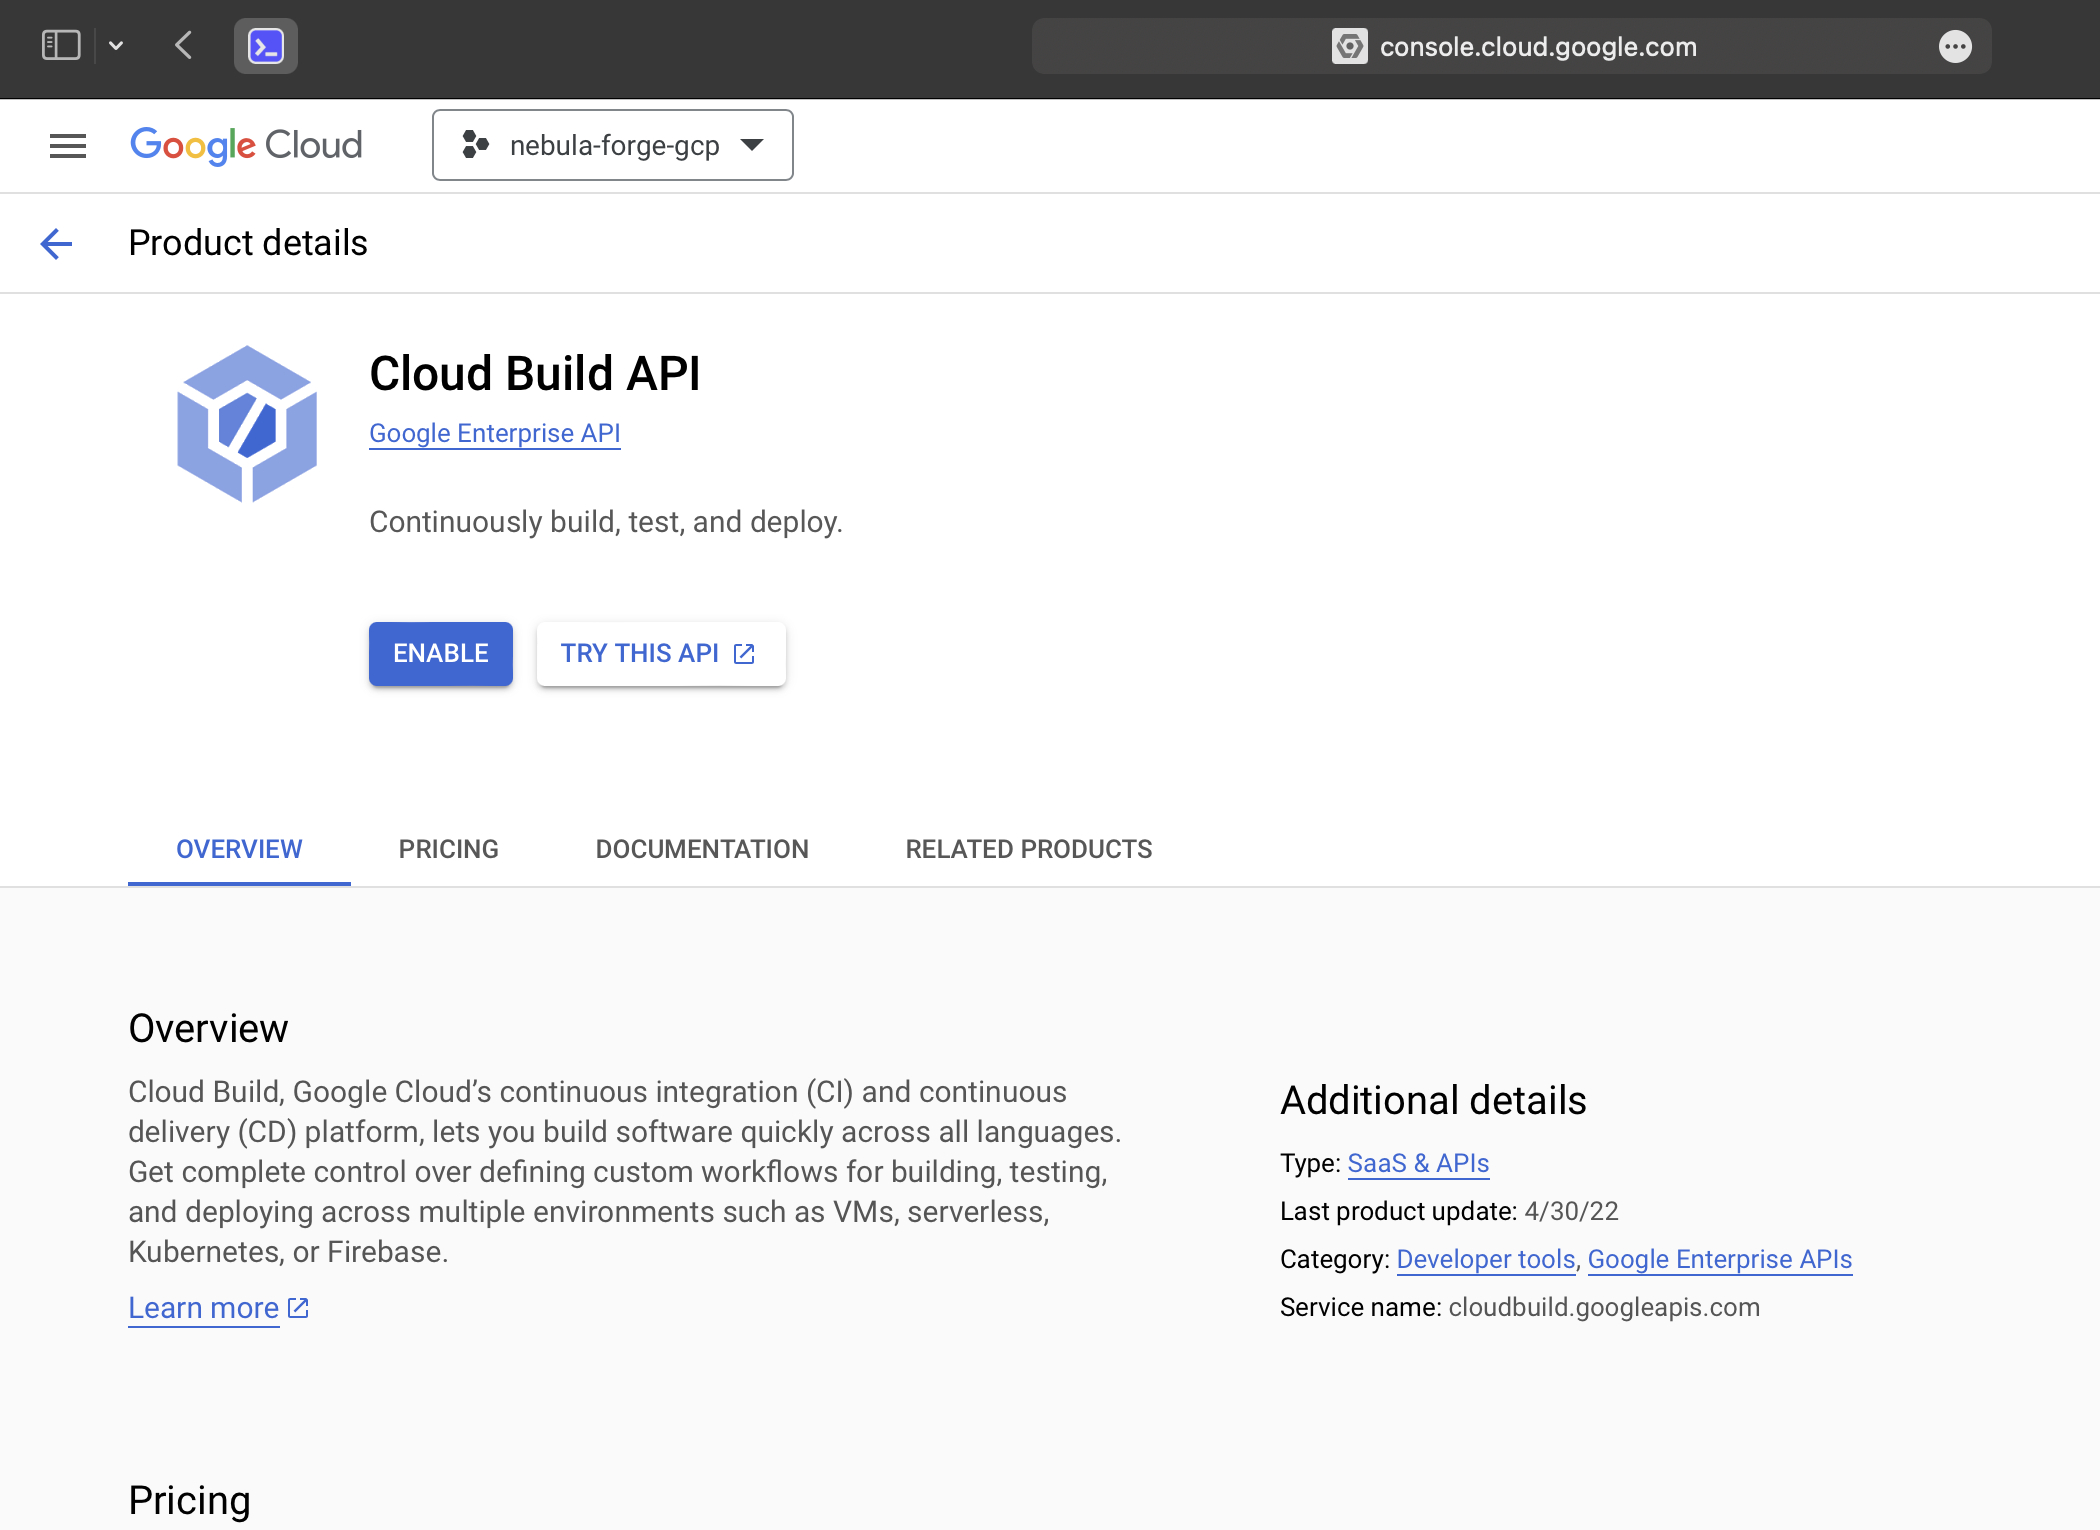 console.cloud.google.com
Google Cloud
nebula-forge-gcp
Product details
Cloud Build API
Google Enterprise API
Continuously build, test, and deploy.
ENABLE
TRY THIS API
OVERVIEW
PRICING
DOCUMENTATION
RELATED PRODUCTS
Overview
Cloud Build, Google Cloud’s continuous integration (CI) and continuous
delivery (CD) platform, lets you build software quickly across all languages.
Get complete control over defining custom workflows for building, testing,
and deploying across multiple environments such as VMs, serverless,
Kubernetes, or Firebase.
Learn more
Additional details
Type: SaaS & APIs
Last product update: 4/30/22
Category: Developer tools, Google Enterprise APIs
Service name: cloudbuild.googleapis.com
Pricing